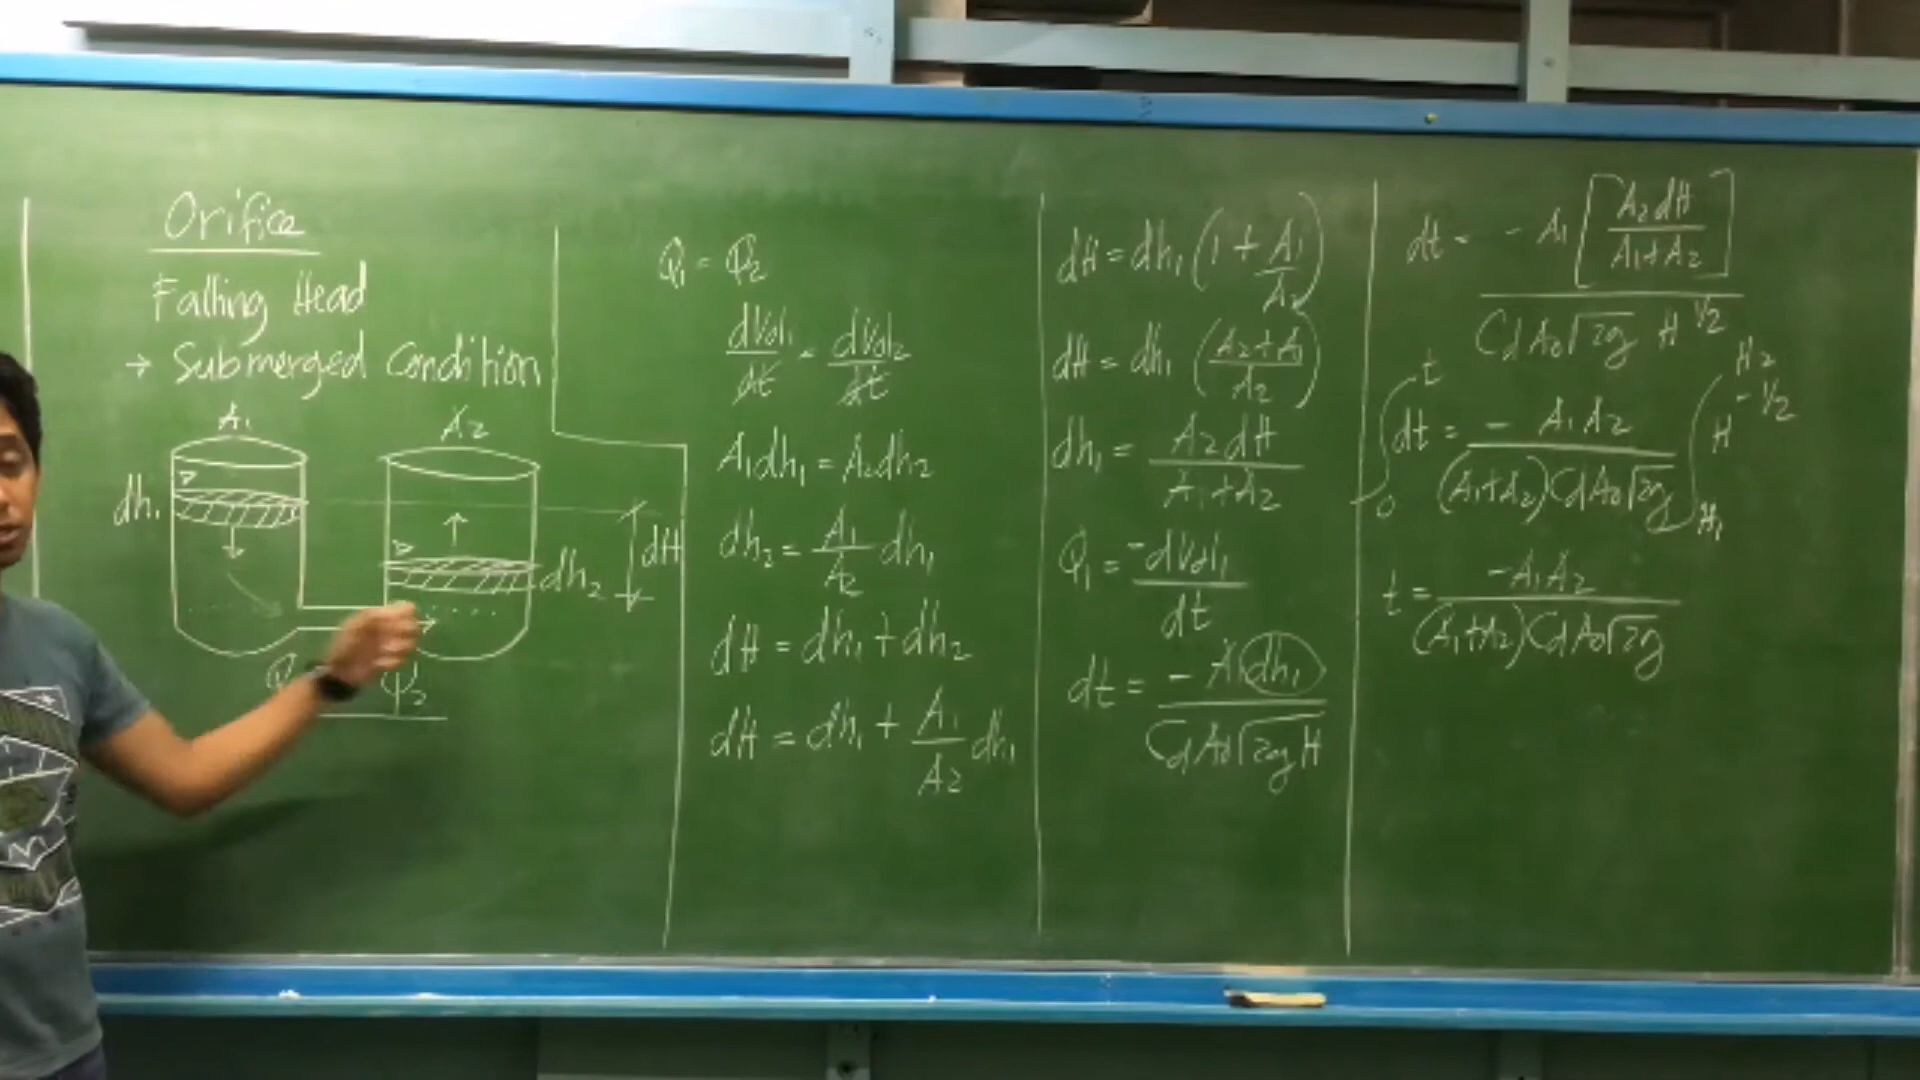 Orifice
Falling Head
→ Submerged Condition
A₁ A₂
dh₁
dH
dh₂
Q₂
Q₁ = Q₂
dVol₁/dt = dVol₂/dt
A₁dh₁ = A₂dh₂
dh₂ = A₁/A₂ dh₁
dH = dh₁ + dh₂
dH = dh₁ + A₁/A₂ dh₁
dH = dh₁ (1 + A₁/A₂)
dH = dh₁ (A₂+A₁/A₂)
dh₁ = A₂dH/A₁+A₂
Q₁ = -dVol₁/dt
dt = -A₁dh₁/CdA₀√2gH
dt = -A₁[A₂dH/A₁+A₂]/CdA₀√2g H^1/2
∫₀ᵗ dt = -A₁A₂/(A₁+A₂)CdA₀√2g ∫_H₁^H₂ H^-1/2
t = -A₁A₂/(A₁+A₂)CdA₀√2g